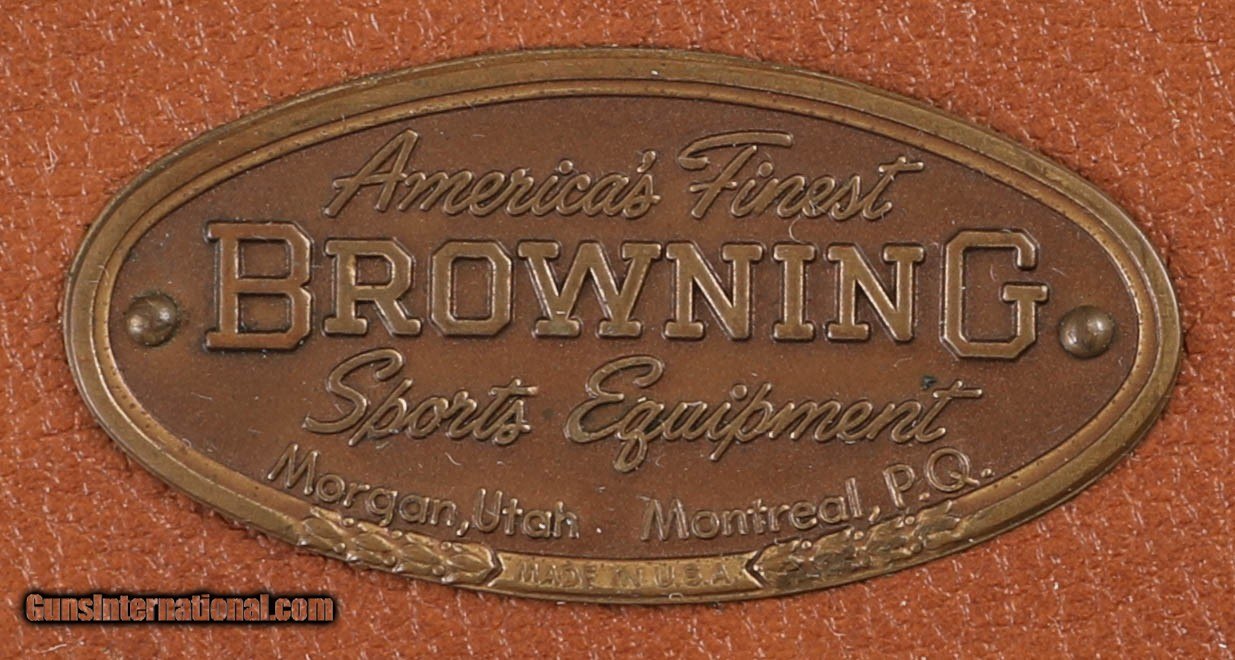 America's Finest
BROWNING
Sports Equipment
Morgan, Utah Montreal, P.Q.
MADE IN U.S.A.
GunsInternational.com